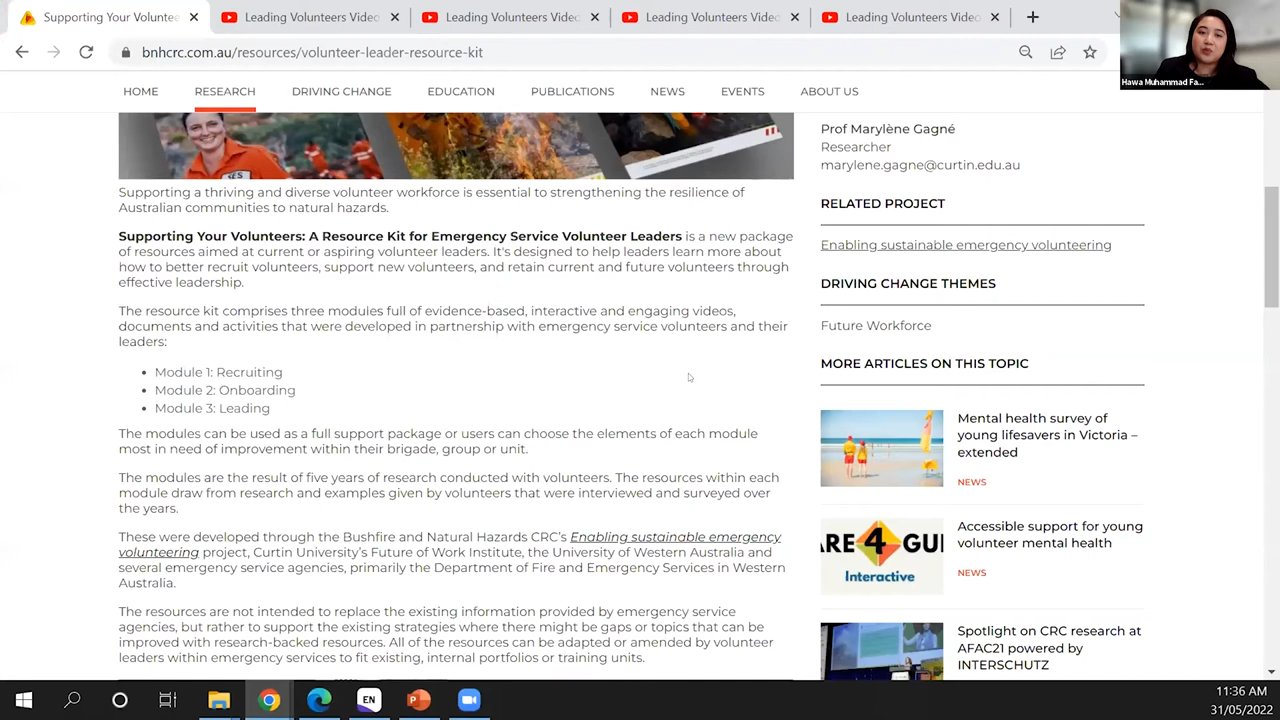 Supporting Your Voluntee
Leading Volunteers Video
Leading Volunteers Video
Leading Volunteers Video
Leading Volunteers Video
bnhcrc.com.au/resources/volunteer-leader-resource-kit
Hawa Muhammad Fa...
HOME RESEARCH DRIVING CHANGE EDUCATION PUBLICATIONS NEWS EVENTS ABOUT US
Supporting a thriving and diverse volunteer workforce is essential to strengthening the resilience of
Australian communities to natural hazards.
Supporting Your Volunteers: A Resource Kit for Emergency Service Volunteer Leaders is a new package
of resources aimed at current or aspiring volunteer leaders. It's designed to help leaders learn more about
how to better recruit volunteers, support new volunteers, and retain current and future volunteers through
effective leadership.
The resource kit comprises three modules full of evidence-based, interactive and engaging videos,
documents and activities that were developed in partnership with emergency service volunteers and their
leaders:
• Module 1: Recruiting
• Module 2: Onboarding
• Module 3: Leading
The modules can be used as a full support package or users can choose the elements of each module
most in need of improvement within their brigade, group or unit.
The modules are the result of five years of research conducted with volunteers. The resources within each
module draw from research and examples given by volunteers that were interviewed and surveyed over
the years.
These were developed through the Bushfire and Natural Hazards CRC's Enabling sustainable emergency
volunteering project, Curtin University's Future of Work Institute, the University of Western Australia and
several emergency service agencies, primarily the Department of Fire and Emergency Services in Western
Australia.
The resources are not intended to replace the existing information provided by emergency service
agencies, but rather to support the existing strategies where there might be gaps or topics that can be
improved with research-backed resources. All of the resources can be adapted or amended by volunteer
leaders within emergency services to fit existing, internal portfolios or training units.
Prof Marylène Gagné
Researcher
marylene.gagne@curtin.edu.au
RELATED PROJECT
Enabling sustainable emergency volunteering
DRIVING CHANGE THEMES
Future Workforce
MORE ARTICLES ON THIS TOPIC
Mental health survey of
young lifesavers in Victoria –
extended
NEWS
ARE4GUI
Interactive
Accessible support for young
volunteer mental health
NEWS
Spotlight on CRC research at
AFAC21 powered by
INTERSCHUTZ
EN
11:36 AM
31/05/2022